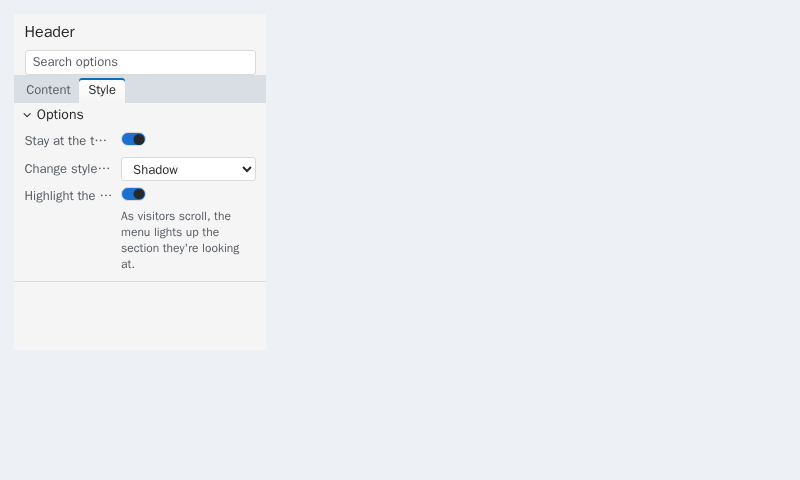 Header
Search options
Content Style
Options
Stay at the t···
Change style··· Shadow
Highlight the ···
As visitors scroll, the
menu lights up the
section they're looking
at.